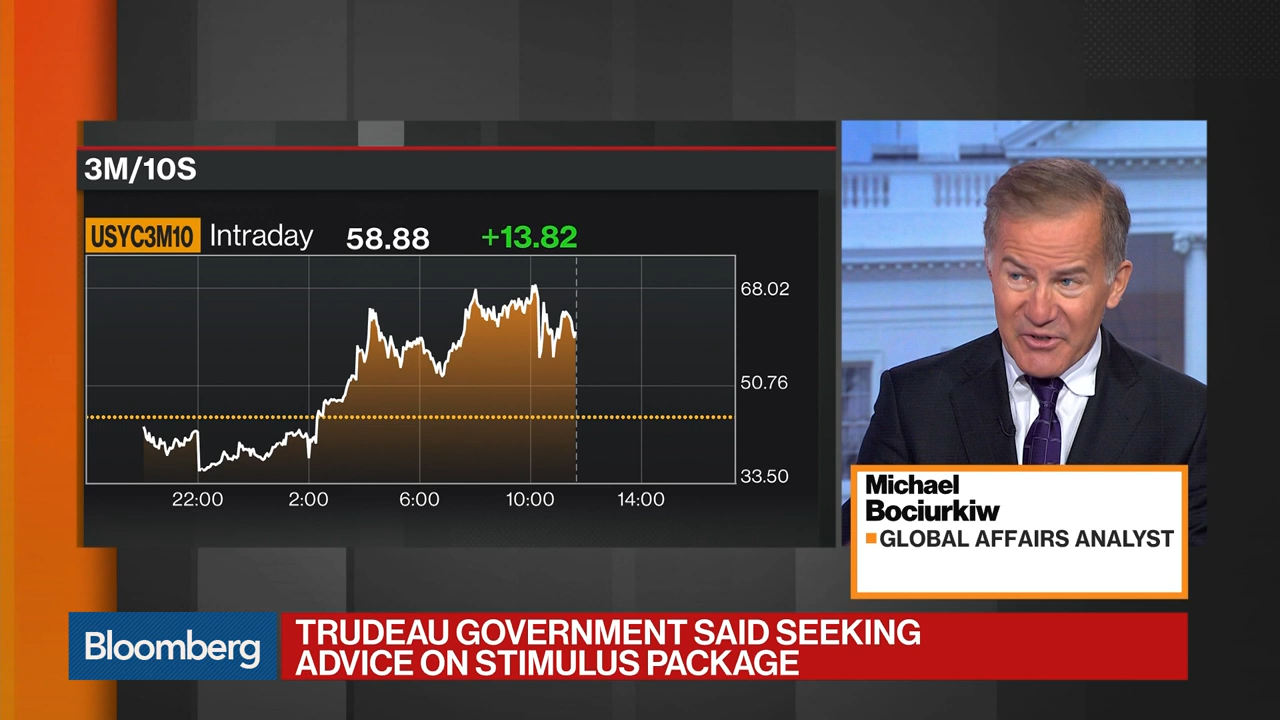 3M/10S
USYC3M10 Intraday 58.88 +13.82
68.02
50.76
33.50
22:00 2:00 6:00 10:00 14:00
Michael
Bociurkiw
GLOBAL AFFAIRS ANALYST
Bloomberg
TRUDEAU GOVERNMENT SAID SEEKING
ADVICE ON STIMULUS PACKAGE